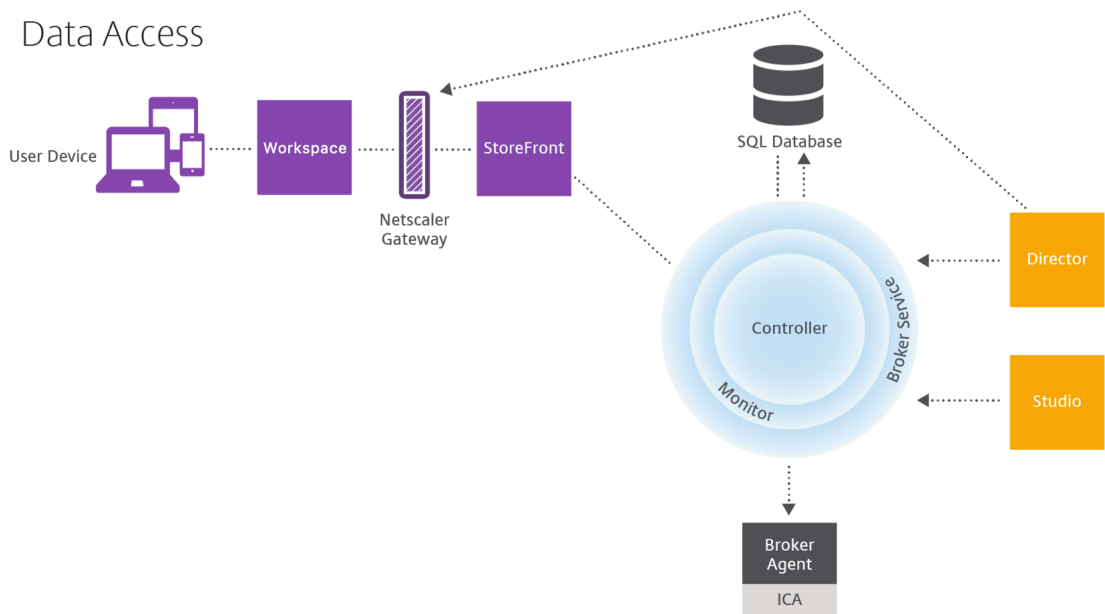 Data Access
SQL Database
User Device
Workspace
StoreFront
Netscaler
Gateway
Director
Broker Service
Controller
Monitor
Studio
Broker
Agent
ICA